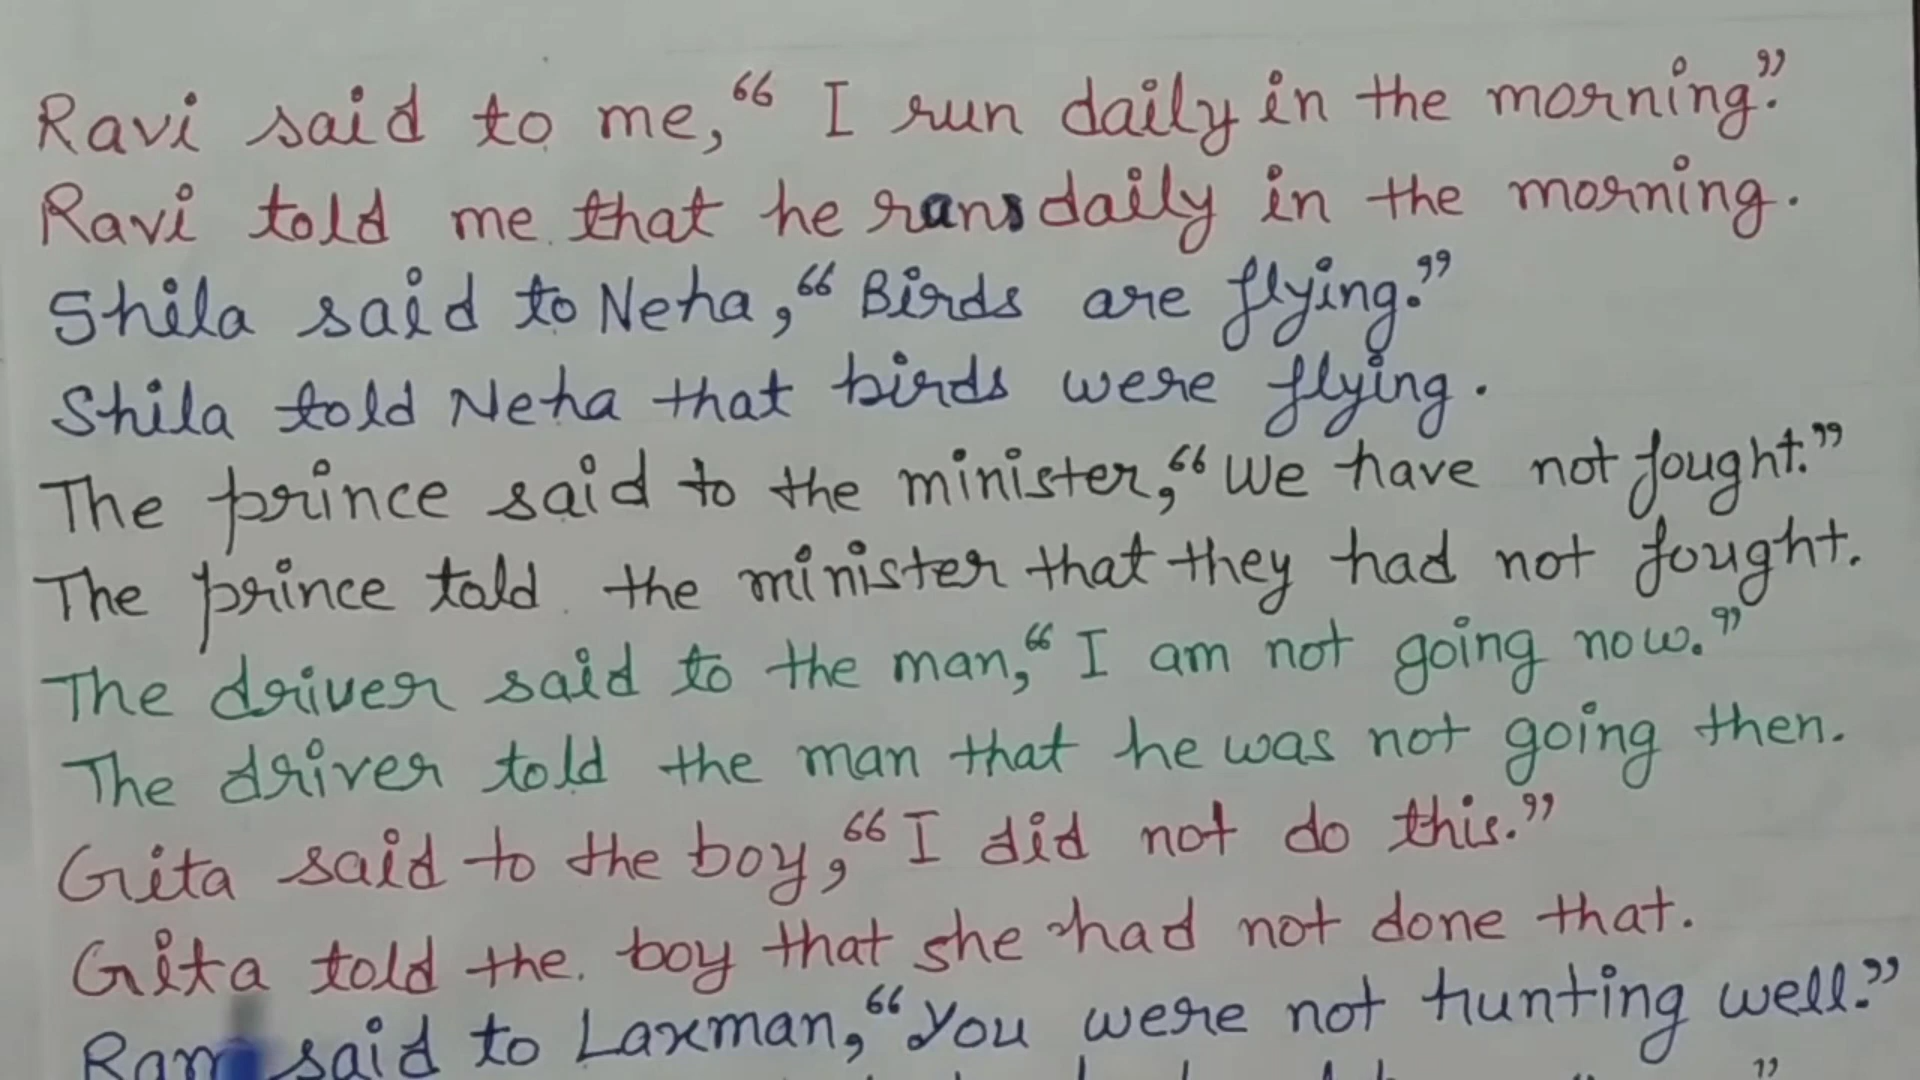 Ravi said to me, "I run daily in the morning."
Ravi told me that he rans daily in the morning.
Shila said to Neha, "Birds are flying."
Shila told Neha that birds were flying.
The prince said to the minister, "We have not fought."
The prince told the minister that they had not fought.
The driver said to the man, "I am not going now."
The driver told the man that he was not going then.
Gita said to the boy, "I did not do this."
Gita told the boy that she had not done that.
Ram said to Laxman, "You were not hunting well."